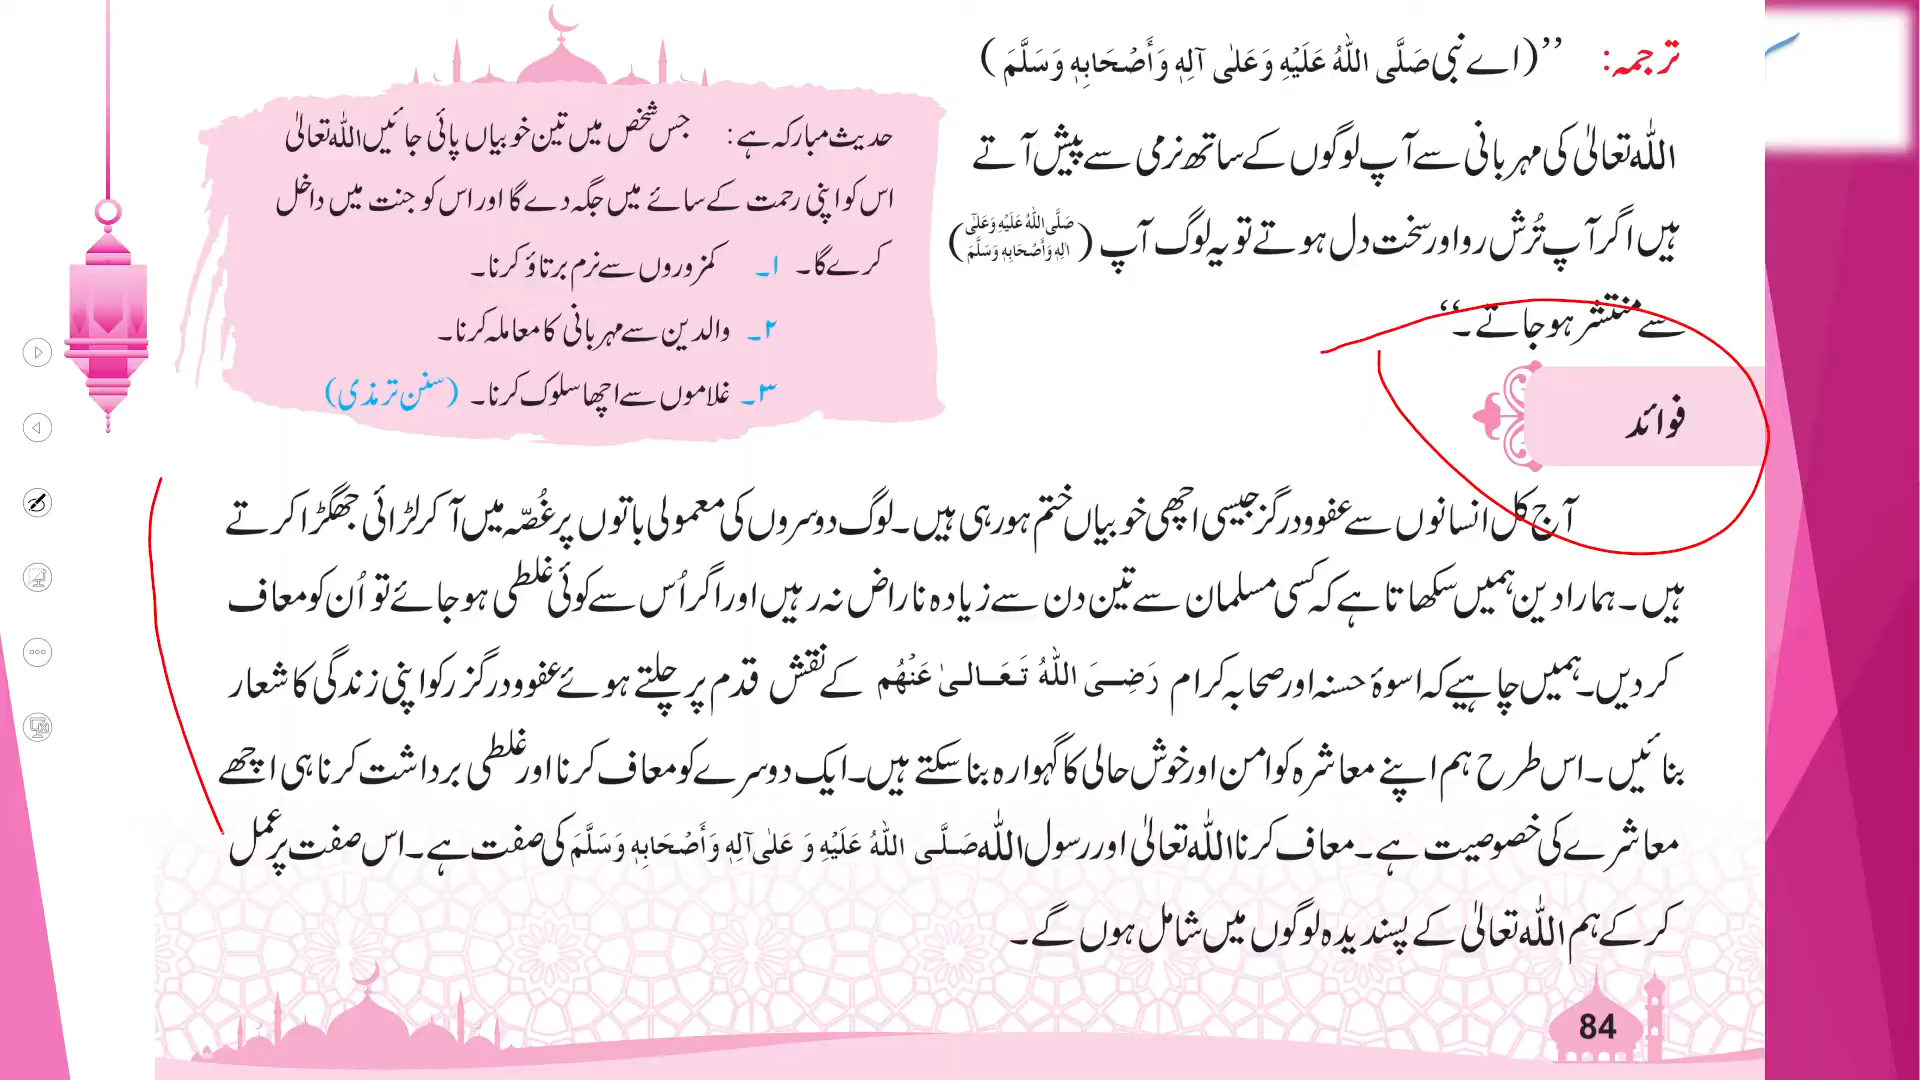 ترجمہ: ’’(اے نبی صَلَّى اللّٰهُ عَلَيْهِ وَعَلٰى آلِهٖ وَأَصْحَابِهٖ وَسَلَّمَ)
اللّٰہ تعالیٰ کی مہربانی سے آپ لوگوں کے ساتھ نرمی سے پیش آتے
ہیں اگر آپ تُرش رو اور سخت دل ہوتے تو یہ لوگ آپ (صَلَّى اللّٰهُ عَلَيْهِ وَعَلٰى آلِهٖ وَأَصْحَابِهٖ وَسَلَّمَ)
سے منتشر ہو جاتے۔‘‘
حدیث مبارکہ ہے: جس شخص میں تین خوبیاں پائی جائیں اللّٰہ تعالیٰ
اس کو اپنی رحمت کے سائے میں جگہ دے گا اور اس کو جنت میں داخل
کرے گا۔ ۱۔ کمزوروں سے نرم برتاؤ کرنا۔
۲۔ والدین سے مہربانی کا معاملہ کرنا۔
۳۔ غلاموں سے اچھا سلوک کرنا۔ (سنن ترمذی)
فوائد
آج کل انسانوں سے عفوودرگزر جیسی اچھی خوبیاں ختم ہو رہی ہیں۔ لوگ دوسروں کی معمولی باتوں پر غُصّہ میں آ کر لڑائی جھگڑا کرتے
ہیں۔ ہمارا دین ہمیں سکھاتا ہے کہ کسی مسلمان سے تین دن سے زیادہ ناراض نہ رہیں اور اگر اُس سے کوئی غلطی ہو جائے تو اُن کو معاف
کر دیں۔ ہمیں چاہیے کہ اسوۂ حسنہ اور صحابہ کرام رَضِيَ اللّٰهُ تَعَالىٰ عَنْهُم کے نقش قدم پر چلتے ہوئے عفوودرگزر کو اپنی زندگی کا شعار
بنائیں۔ اس طرح ہم اپنے معاشرہ کو امن اور خوش حالی کا گہوارہ بنا سکتے ہیں۔ ایک دوسرے کو معاف کرنا اور غلطی برداشت کرنا ہی اچھے
معاشرے کی خصوصیت ہے۔ معاف کرنا اللّٰہ تعالیٰ اور رسول اللّٰہ صَلَّى اللّٰهُ عَلَيْهِ وَ عَلٰى آلِهٖ وَأَصْحَابِهٖ وَسَلَّمَ کی صفت ہے۔ اس صفت پر عمل
کر کے ہم اللّٰہ تعالیٰ کے پسندیدہ لوگوں میں شامل ہوں گے۔
84